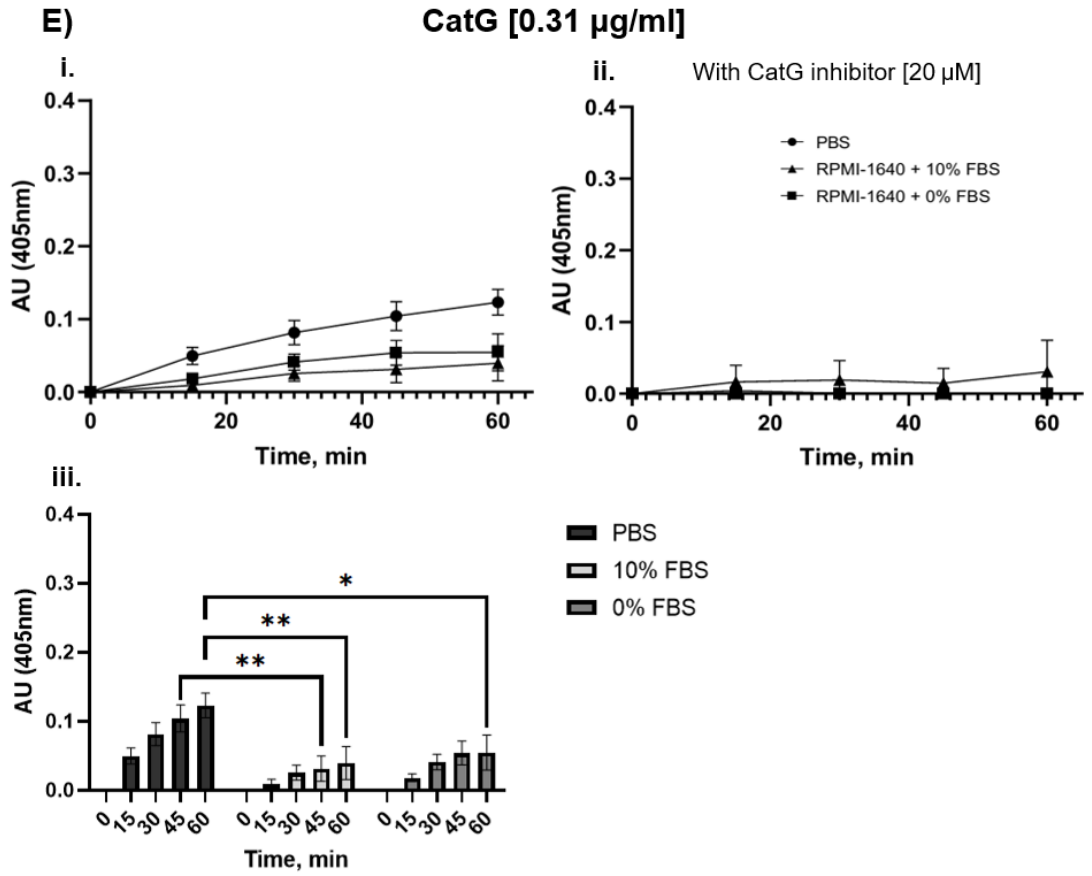 E)
CatG [0.31 µg/ml]
i.
AU (405nm)
0.4
0.3
0.2
0.1
0.0
0 20 40 60
Time, min
ii.
With CatG inhibitor [20 µM]
AU (405nm)
0.4
0.3
0.2
0.1
0.0
PBS
RPMI-1640 + 10% FBS
RPMI-1640 + 0% FBS
0 20 40 60
Time, min
iii.
AU (405nm)
0.4
0.3
0.2
0.1
0.0
*
**
**
0 15 30 45 60 0 15 30 45 60 0 15 30 45 60
Time, min
PBS
10% FBS
0% FBS